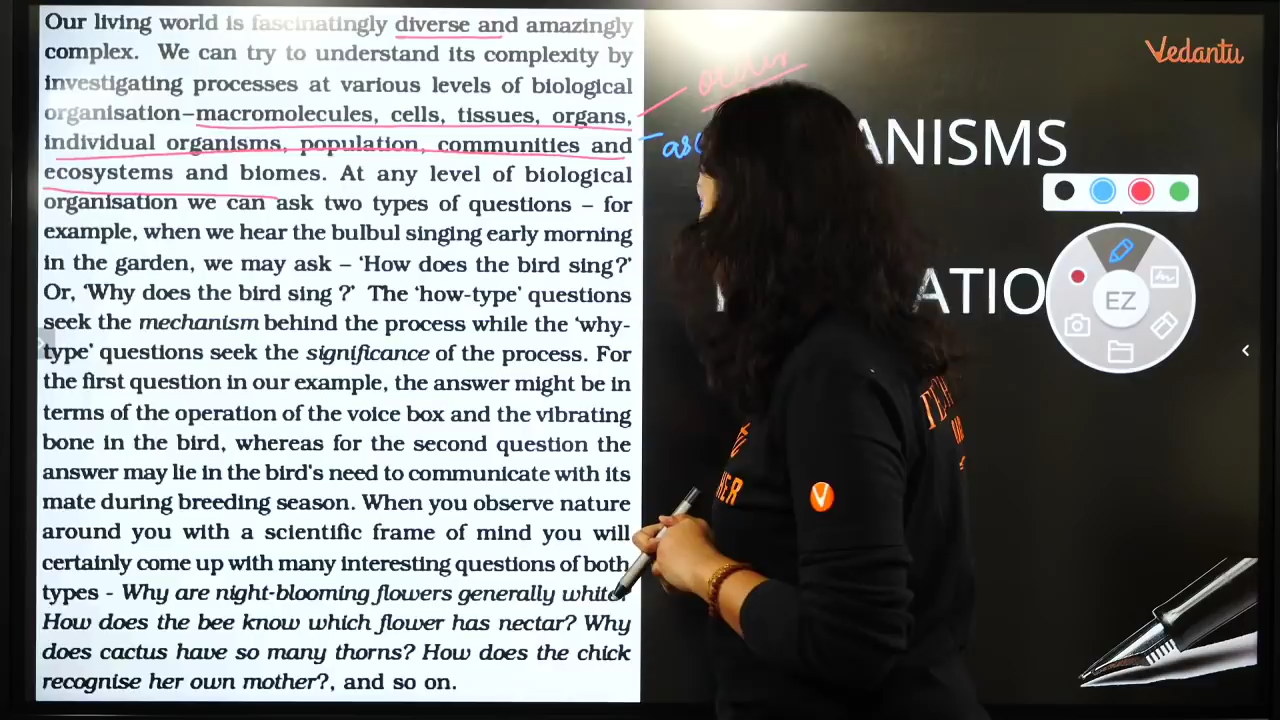 Our living world is fascinatingly diverse and amazingly
complex. We can try to understand its complexity by
investigating processes at various levels of biological
organisation–macromolecules, cells, tissues, organs,
individual organisms, population, communities and
ecosystems and biomes. At any level of biological
organisation we can ask two types of questions – for
example, when we hear the bulbul singing early morning
in the garden, we may ask – ‘How does the bird sing?’
Or, ‘Why does the bird sing ?’ The ‘how-type’ questions
seek the mechanism behind the process while the ‘why-
type’ questions seek the significance of the process. For
the first question in our example, the answer might be in
terms of the operation of the voice box and the vibrating
bone in the bird, whereas for the second question the
answer may lie in the bird's need to communicate with its
mate during breeding season. When you observe nature
around you with a scientific frame of mind you will
certainly come up with many interesting questions of both
types - Why are night-blooming flowers generally white?
How does the bee know which flower has nectar? Why
does cactus have so many thorns? How does the chick
recognise her own mother?, and so on.
Vedantu
ANISMS
ATIO
EZ
V